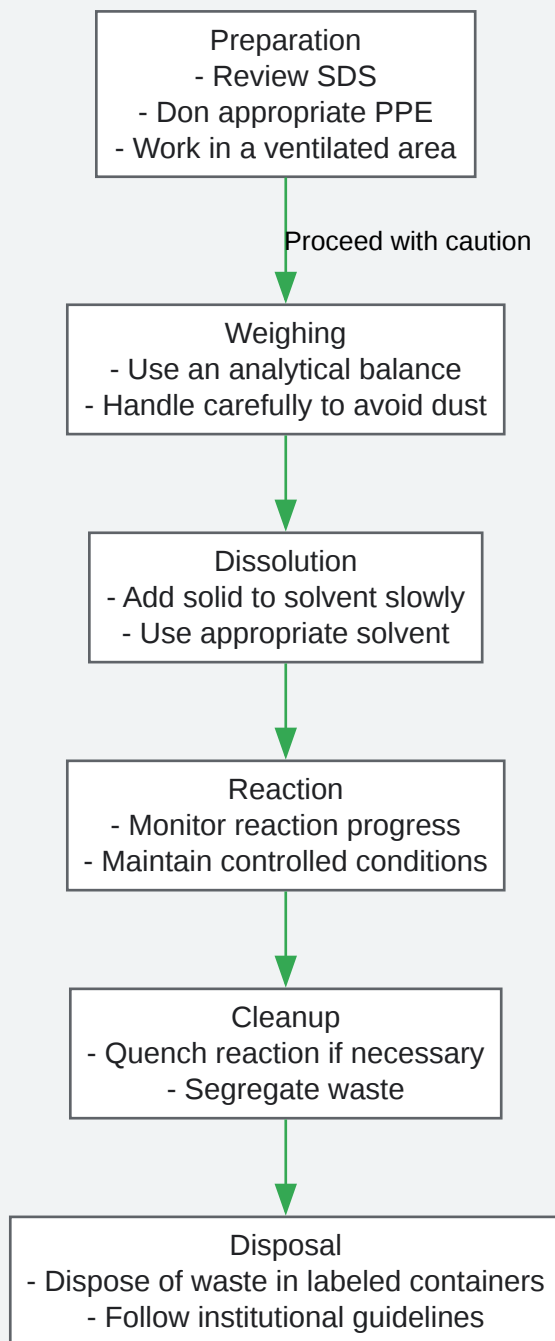 Preparation
- Review SDS
- Don appropriate PPE
- Work in a ventilated area
Proceed with caution
Weighing
- Use an analytical balance
- Handle carefully to avoid dust
Dissolution
- Add solid to solvent slowly
- Use appropriate solvent
Reaction
- Monitor reaction progress
- Maintain controlled conditions
Cleanup
- Quench reaction if necessary
- Segregate waste
Disposal
- Dispose of waste in labeled containers
- Follow institutional guidelines